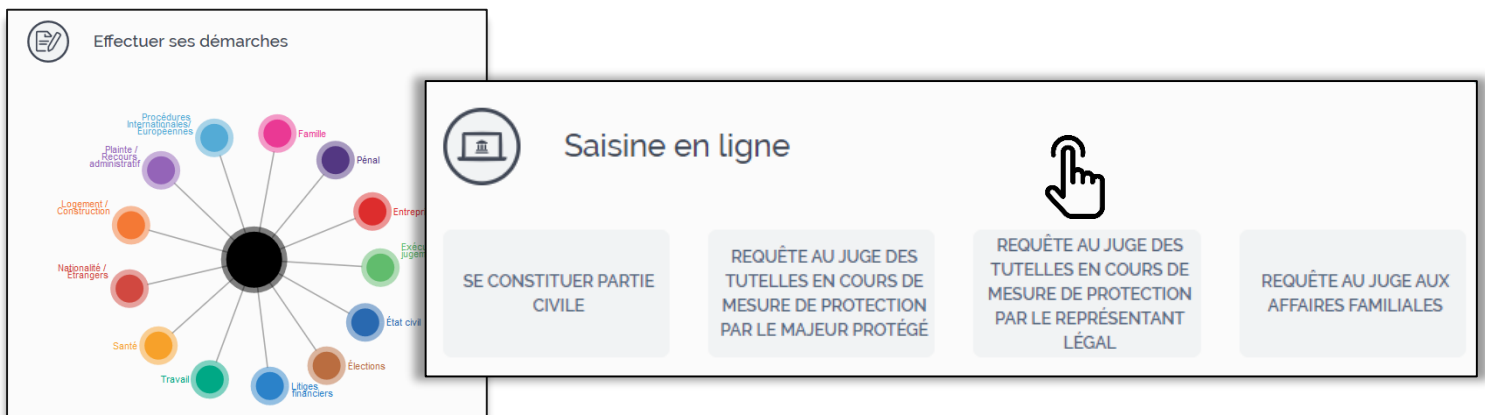 Effectuer ses démarches
Procédures
Internationales/
Européennes
Famille
Plainte /
Recours
administratif
Pénal
Logement /
Construction
Nationalité /
Etrangers
État civil
Santé
Élections
Travail
Litiges
financiers
Saisine en ligne
SE CONSTITUER PARTIE
CIVILE
REQUÊTE AU JUGE DES
TUTELLES EN COURS DE
MESURE DE PROTECTION
PAR LE MAJEUR PROTÉGÉ
REQUÊTE AU JUGE DES
TUTELLES EN COURS DE
MESURE DE PROTECTION
PAR LE REPRÉSENTANT
LÉGAL
REQUÊTE AU JUGE AUX
AFFAIRES FAMILIALES